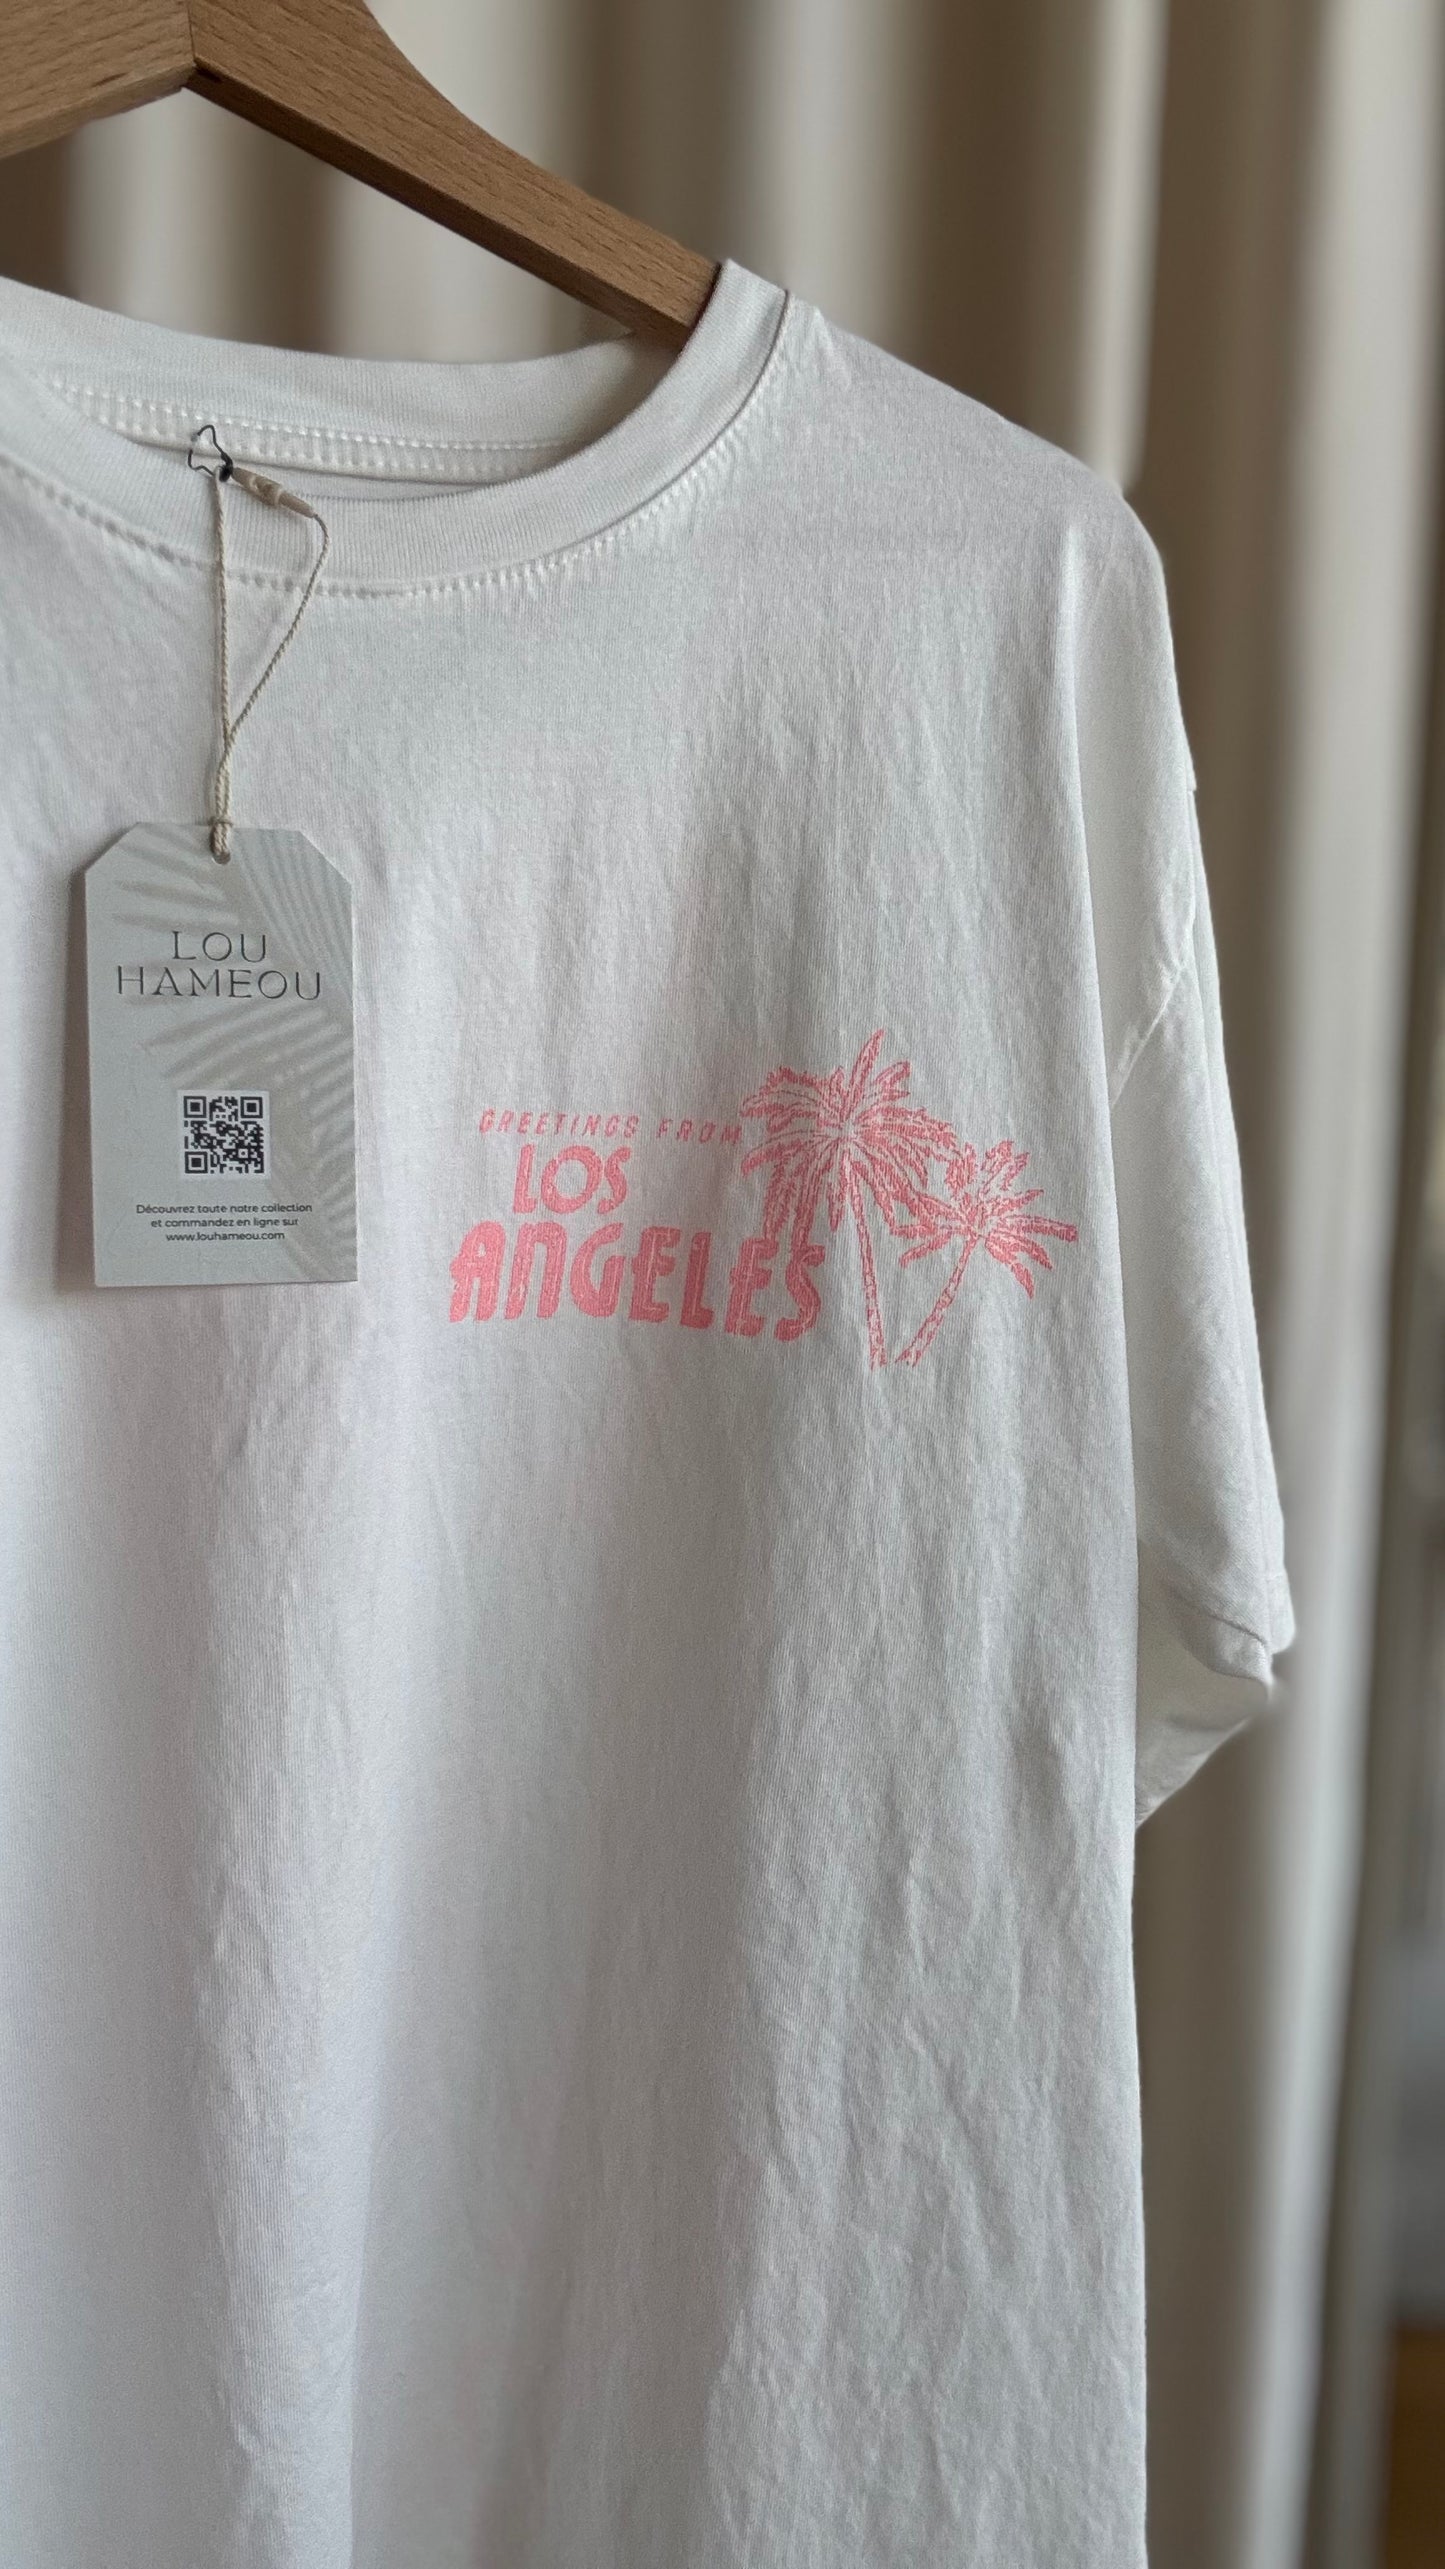 LOU
HAMEOU
Découvrez toute notre collection
et commandez en ligne sur
www.louhameou.com
GREETINGS FROM
LOS
ANGELES